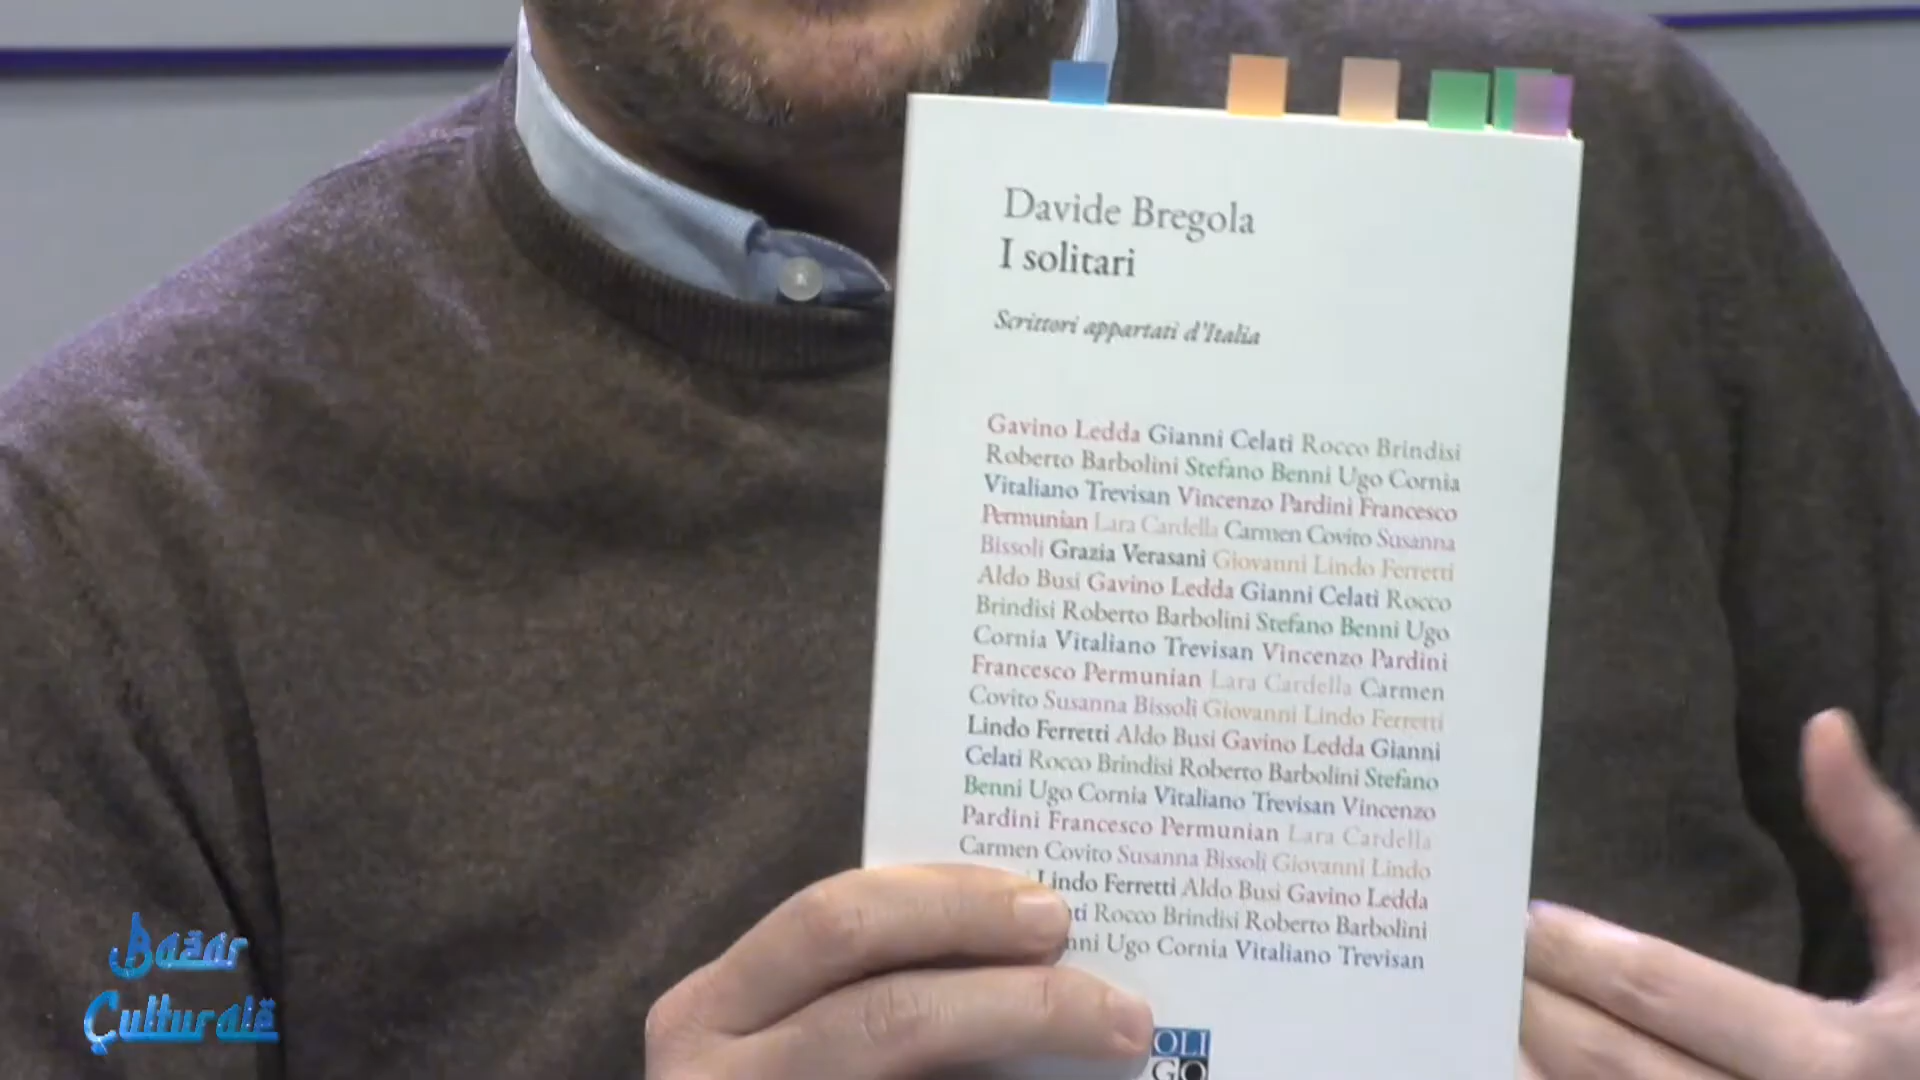 Davide Bregola
I solitari
Scrittori appartati d'Italia
Gavino Ledda Gianni Celati Rocco Brindisi
Roberto Barbolini Stefano Benni Ugo Cornia
Vitaliano Trevisan Vincenzo Pardini Francesco
Permunian Lara Cardella Carmen Covito Susanna
Bissoli Grazia Verasani Giovanni Lindo Ferretti
Aldo Busi Gavino Ledda Gianni Celati Rocco
Brindisi Roberto Barbolini Stefano Benni Ugo
Cornia Vitaliano Trevisan Vincenzo Pardini
Francesco Permunian Lara Cardella Carmen
Covito Susanna Bissoli Giovanni Lindo Ferretti
Lindo Ferretti Aldo Busi Gavino Ledda Gianni
Celati Rocco Brindisi Roberto Barbolini Stefano
Benni Ugo Cornia Vitaliano Trevisan Vincenzo
Pardini Francesco Permunian Lara Cardella
Carmen Covito Susanna Bissoli Giovanni Lindo
Lindo Ferretti Aldo Busi Gavino Ledda
Rocco Brindisi Roberto Barbolini
Ugo Cornia Vitaliano Trevisan
OLI
GO
Bazar
Culturale